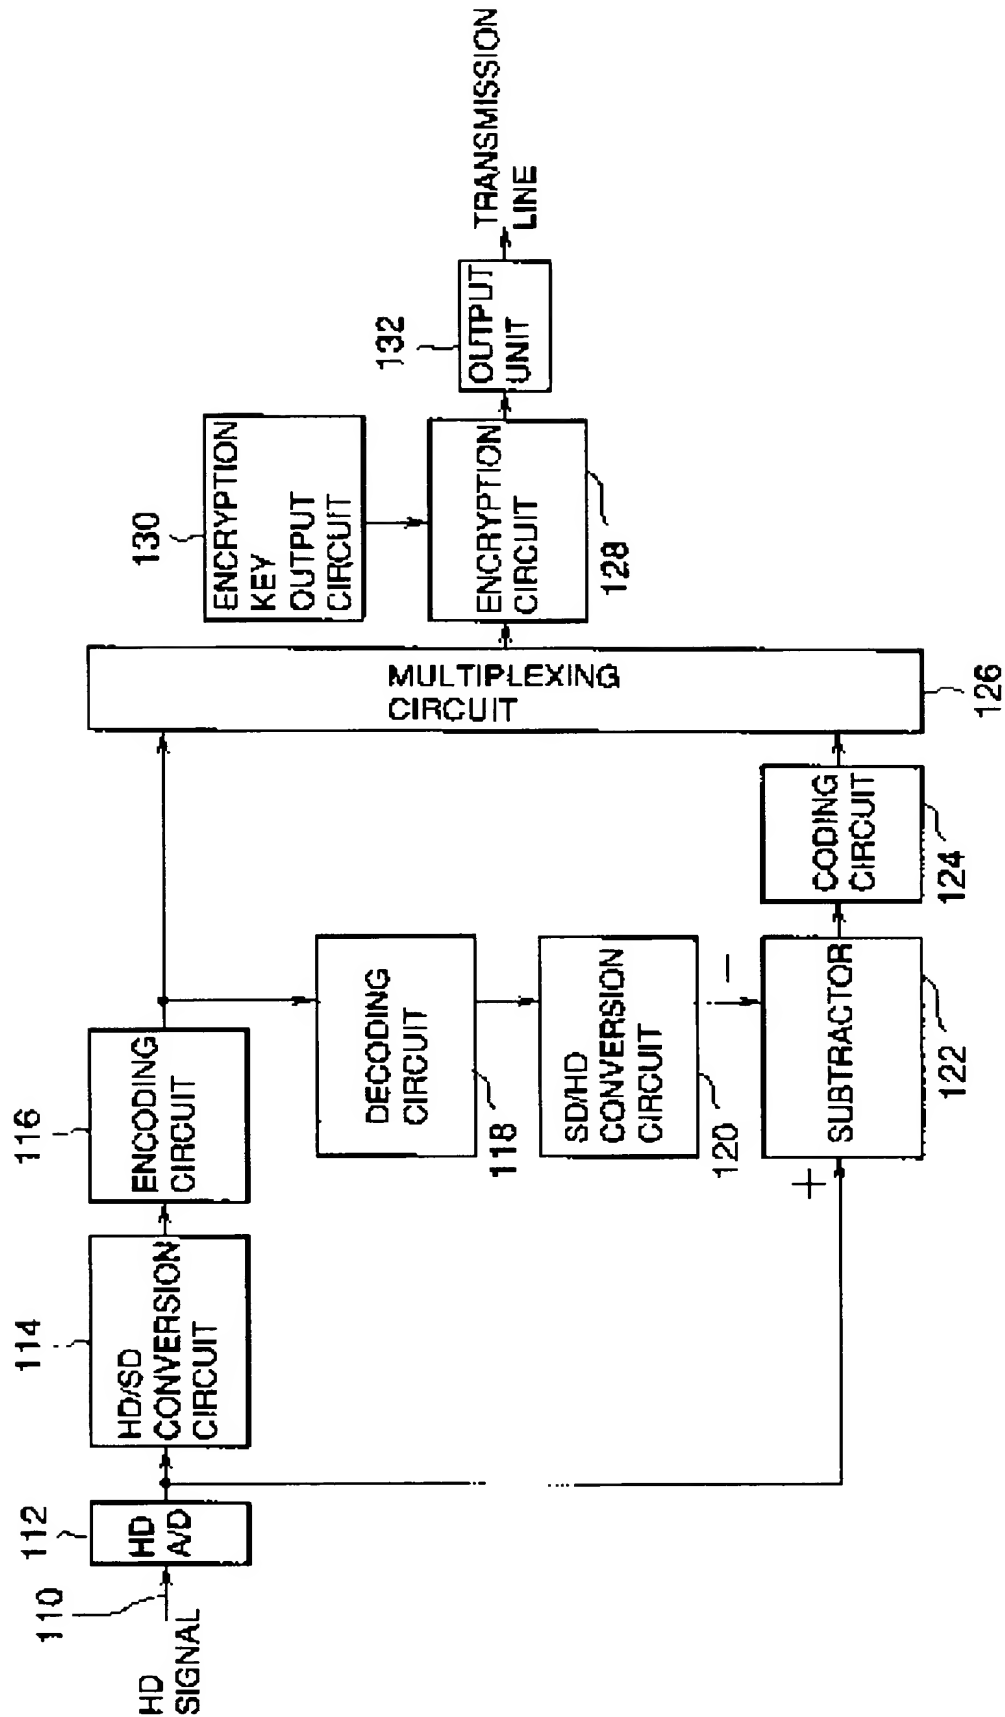 HD
SIGNAL
110
112
HD
A/D
114
HD/SD
CONVERSION
CIRCUIT
116
ENCODING
CIRCUIT
DECODING
CIRCUIT
118
SD/HD
CONVERSION
CIRCUIT
120
+
−
SUBTRACTOR
122
CODING
CIRCUIT
124
MULTIPLEXING
CIRCUIT
126
130
ENCRYPTION
KEY
OUTPUT
CIRCUIT
ENCRYPTION
CIRCUIT
128
132
OUTPUT
UNIT
TRANSMISSION
LINE